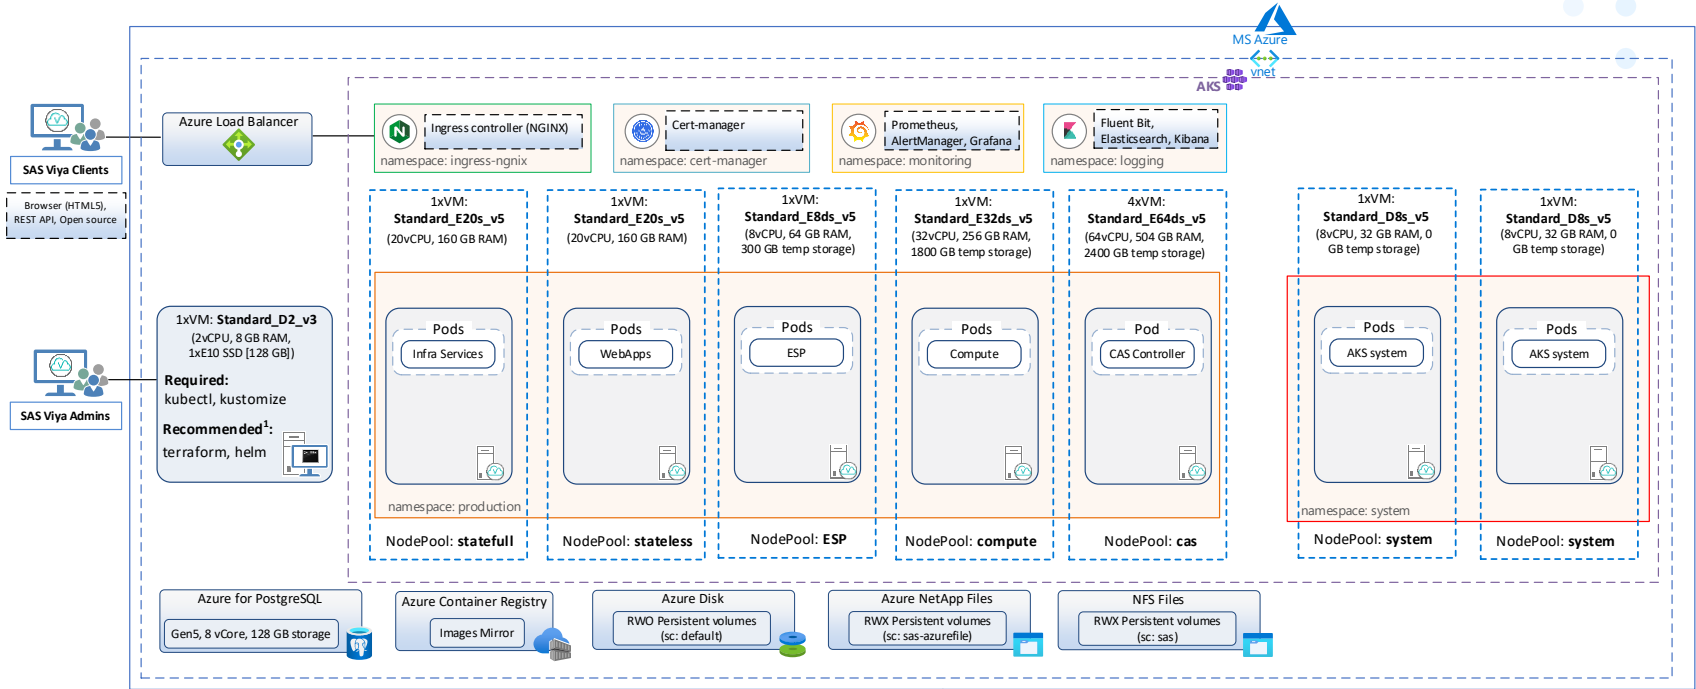 MS Azure
vnet
AKS
Azure Load Balancer
Ingress controller (NGINX)
namespace: ingress-ngnix
Cert-manager
namespace: cert-manager
Prometheus,
AlertManager, Grafana
namespace: monitoring
Fluent Bit,
Elasticsearch, Kibana
namespace: logging
SAS Viya Clients
Browser (HTML5),
REST API, Open source
1xVM:
Standard_E20s_v5
(20vCPU, 160 GB RAM)
1xVM:
Standard_E20s_v5
(20vCPU, 160 GB RAM)
1xVM:
Standard_E8ds_v5
(8vCPU, 64 GB RAM,
300 GB temp storage)
1xVM:
Standard_E32ds_v5
(32vCPU, 256 GB RAM,
1800 GB temp storage)
4xVM:
Standard_E64ds_v5
(64vCPU, 504 GB RAM,
2400 GB temp storage)
1xVM:
Standard_D8s_v5
(8vCPU, 32 GB RAM, 0
GB temp storage)
1xVM:
Standard_D8s_v5
(8vCPU, 32 GB RAM, 0
GB temp storage)
1xVM: Standard_D2_v3
(2vCPU, 8 GB RAM,
1xE10 SSD [128 GB])
Required:
kubectl, kustomize
Recommended1:
terraform, helm
SAS Viya Admins
Pods
Infra Services
Pods
WebApps
Pods
ESP
Pods
Compute
Pod
CAS Controller
Pods
AKS system
Pods
AKS system
namespace: production
namespace: system
NodePool: statefull
NodePool: stateless
NodePool: ESP
NodePool: compute
NodePool: cas
NodePool: system
NodePool: system
Azure for PostgreSQL
Gen5, 8 vCore, 128 GB storage
Azure Container Registry
Images Mirror
Azure Disk
RWO Persistent volumes
(sc: default)
Azure NetApp Files
RWX Persistent volumes
(sc: sas-azurefile)
NFS Files
RWX Persistent volumes
(sc: sas)